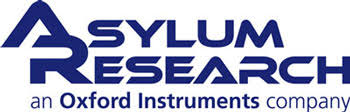 ASYLUM
RESEARCH
an Oxford Instruments company